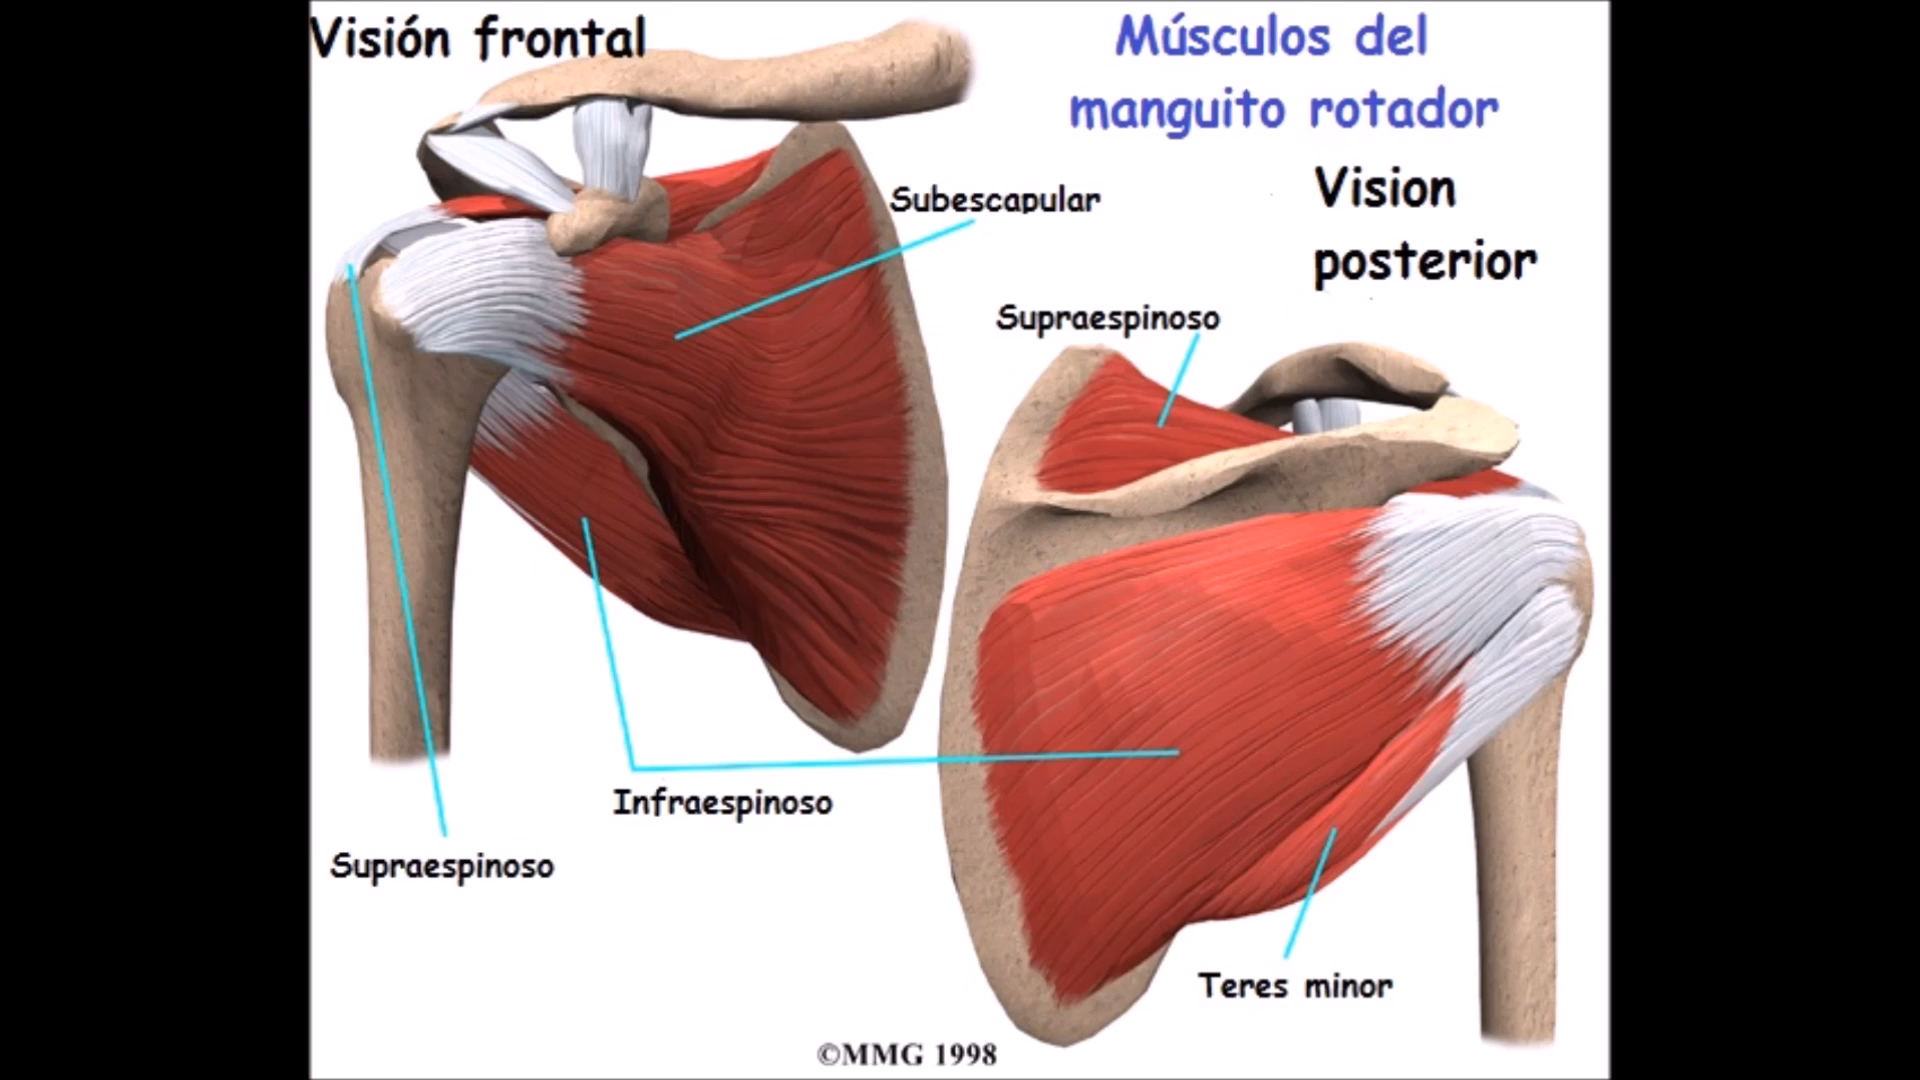 Visión frontal
Músculos del
manguito rotador
Vision
posterior
Subescapular
Supraespinoso
Infraespinoso
Supraespinoso
Teres minor
©MMG 1998